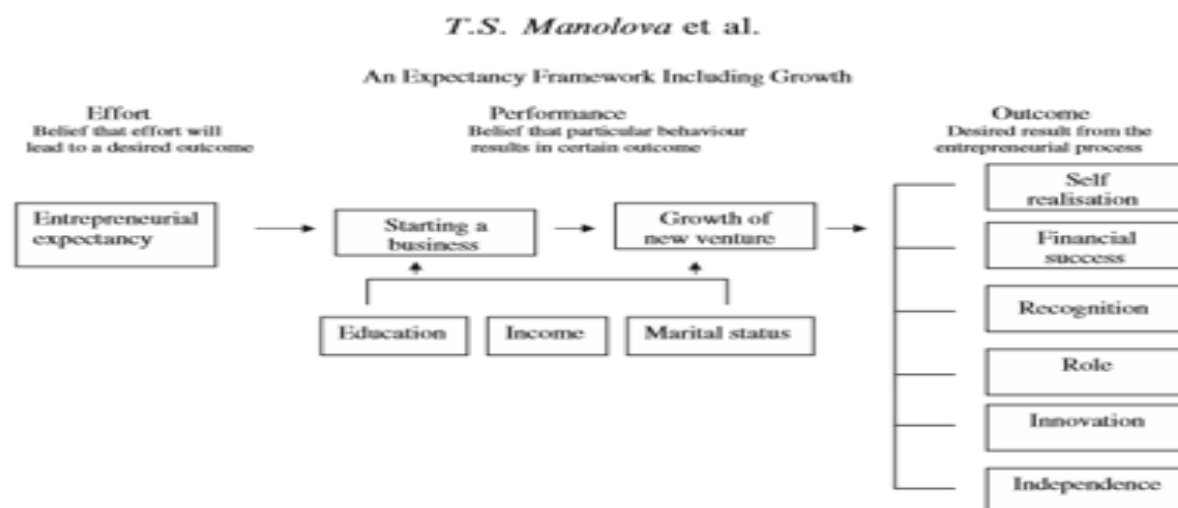 T.S. Manolova et al.
An Expectancy Framework Including Growth
Effort
Belief that effort will
lead to a desired outcome
Performance
Belief that particular behaviour
results in certain outcome
Outcome
Desired result from the
entrepreneurial process
Entrepreneurial
expectancy
Starting a
business
Growth of
new venture
Education
Income
Marital status
Self
realisation
Financial
success
Recognition
Role
Innovation
Independence